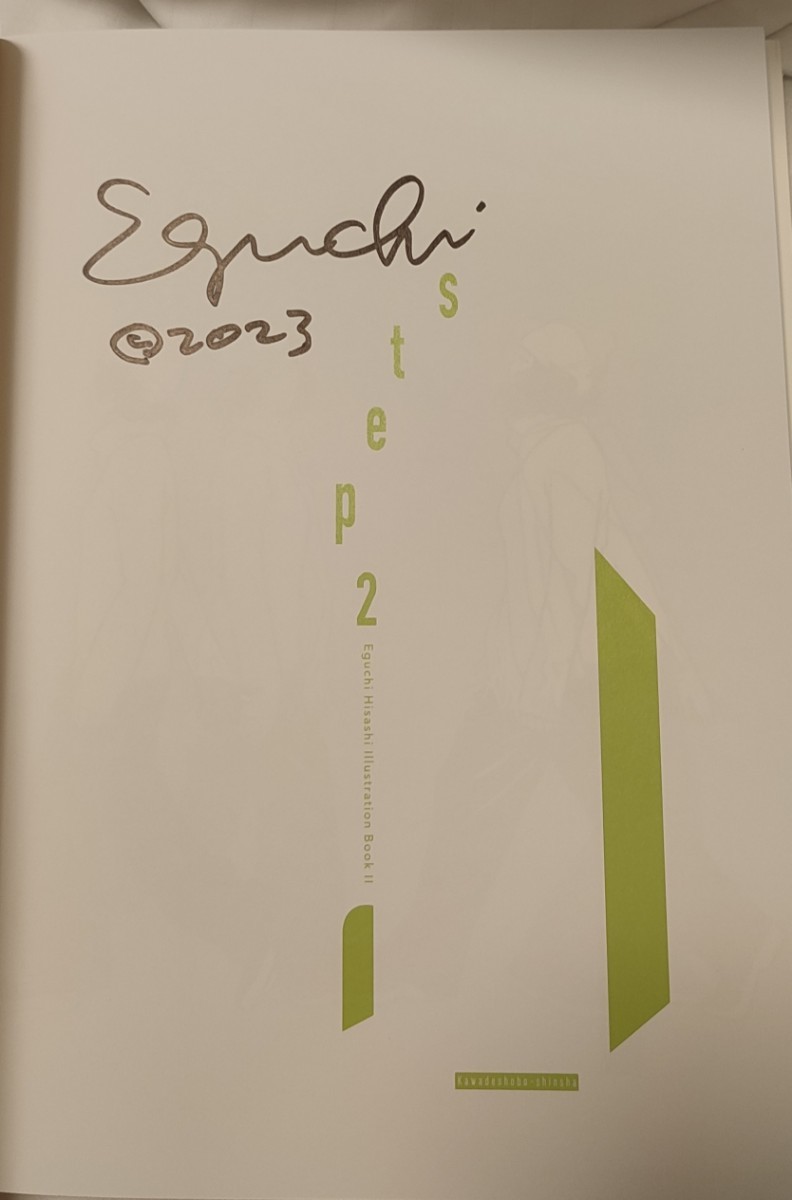 Eguchi
©2023
step2
Eguchi Hisashi Illustration Book II
Kawadeshobo-shinsha